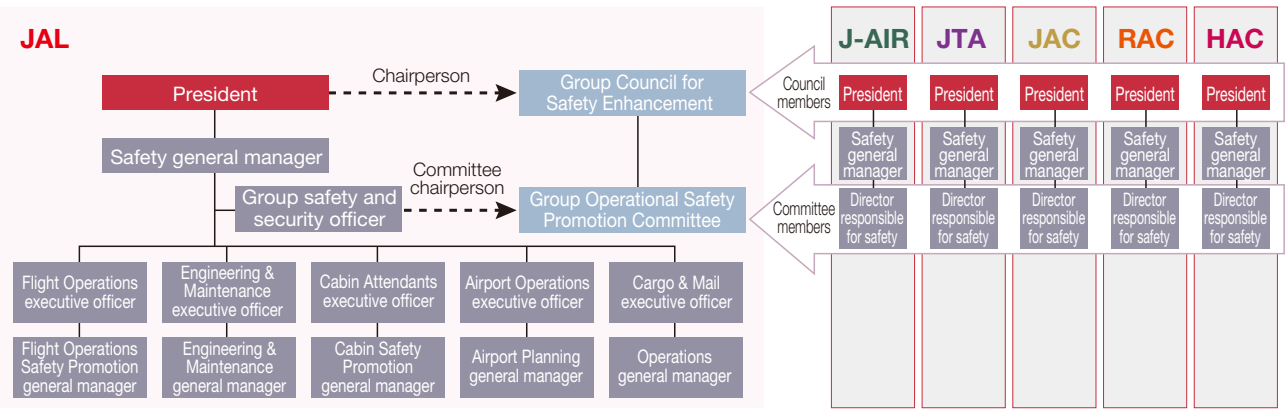 JAL
President
Chairperson
Group Council for
Safety Enhancement
Safety general manager
Group safety and
security officer
Committee
chairperson
Group Operational Safety
Promotion Committee
Flight Operations
executive officer
Engineering &
Maintenance
executive officer
Cabin Attendants
executive officer
Airport Operations
executive officer
Cargo & Mail
executive officer
Flight Operations
Safety Promotion
general manager
Engineering &
Maintenance
general manager
Cabin Safety
Promotion
general manager
Airport Planning
general manager
Operations
general manager
J-AIR
JTA
JAC
RAC
HAC
Council
members
President
President
President
President
President
Safety
general
manager
Safety
general
manager
Safety
general
manager
Safety
general
manager
Safety
general
manager
Committee
members
Director
responsible
for safety
Director
responsible
for safety
Director
responsible
for safety
Director
responsible
for safety
Director
responsible
for safety